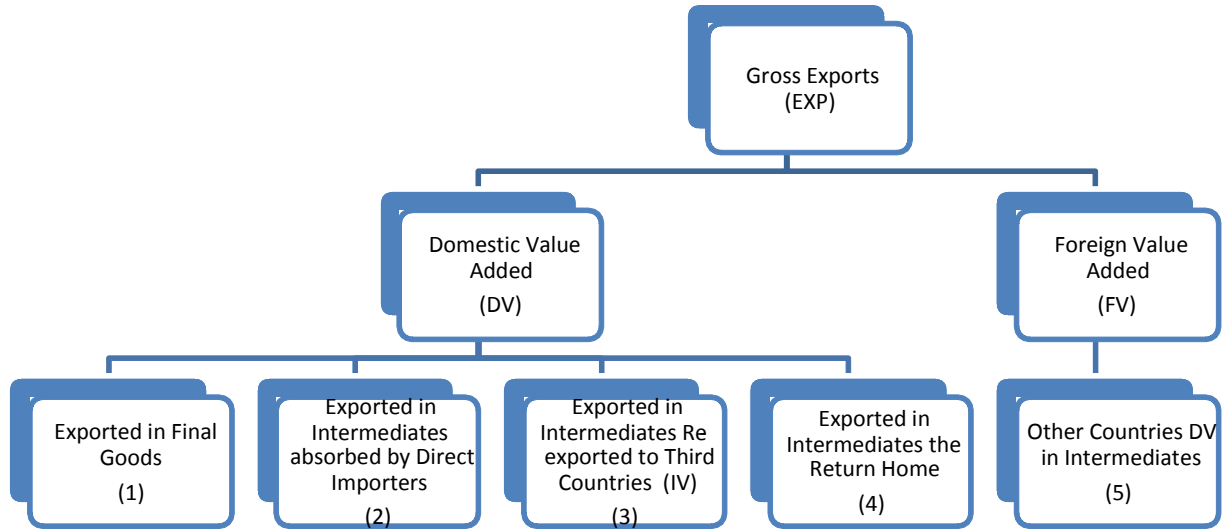 Gross Exports
(EXP)
Domestic Value
Added
(DV)
Foreign Value
Added
(FV)
Exported in Final
Goods
(1)
Exported in
Intermediates
absorbed by Direct
Importers
(2)
Exported in
Intermediates Re
exported to Third
Countries (IV)
(3)
Exported in
Intermediates the
Return Home
(4)
Other Countries DV
in Intermediates
(5)